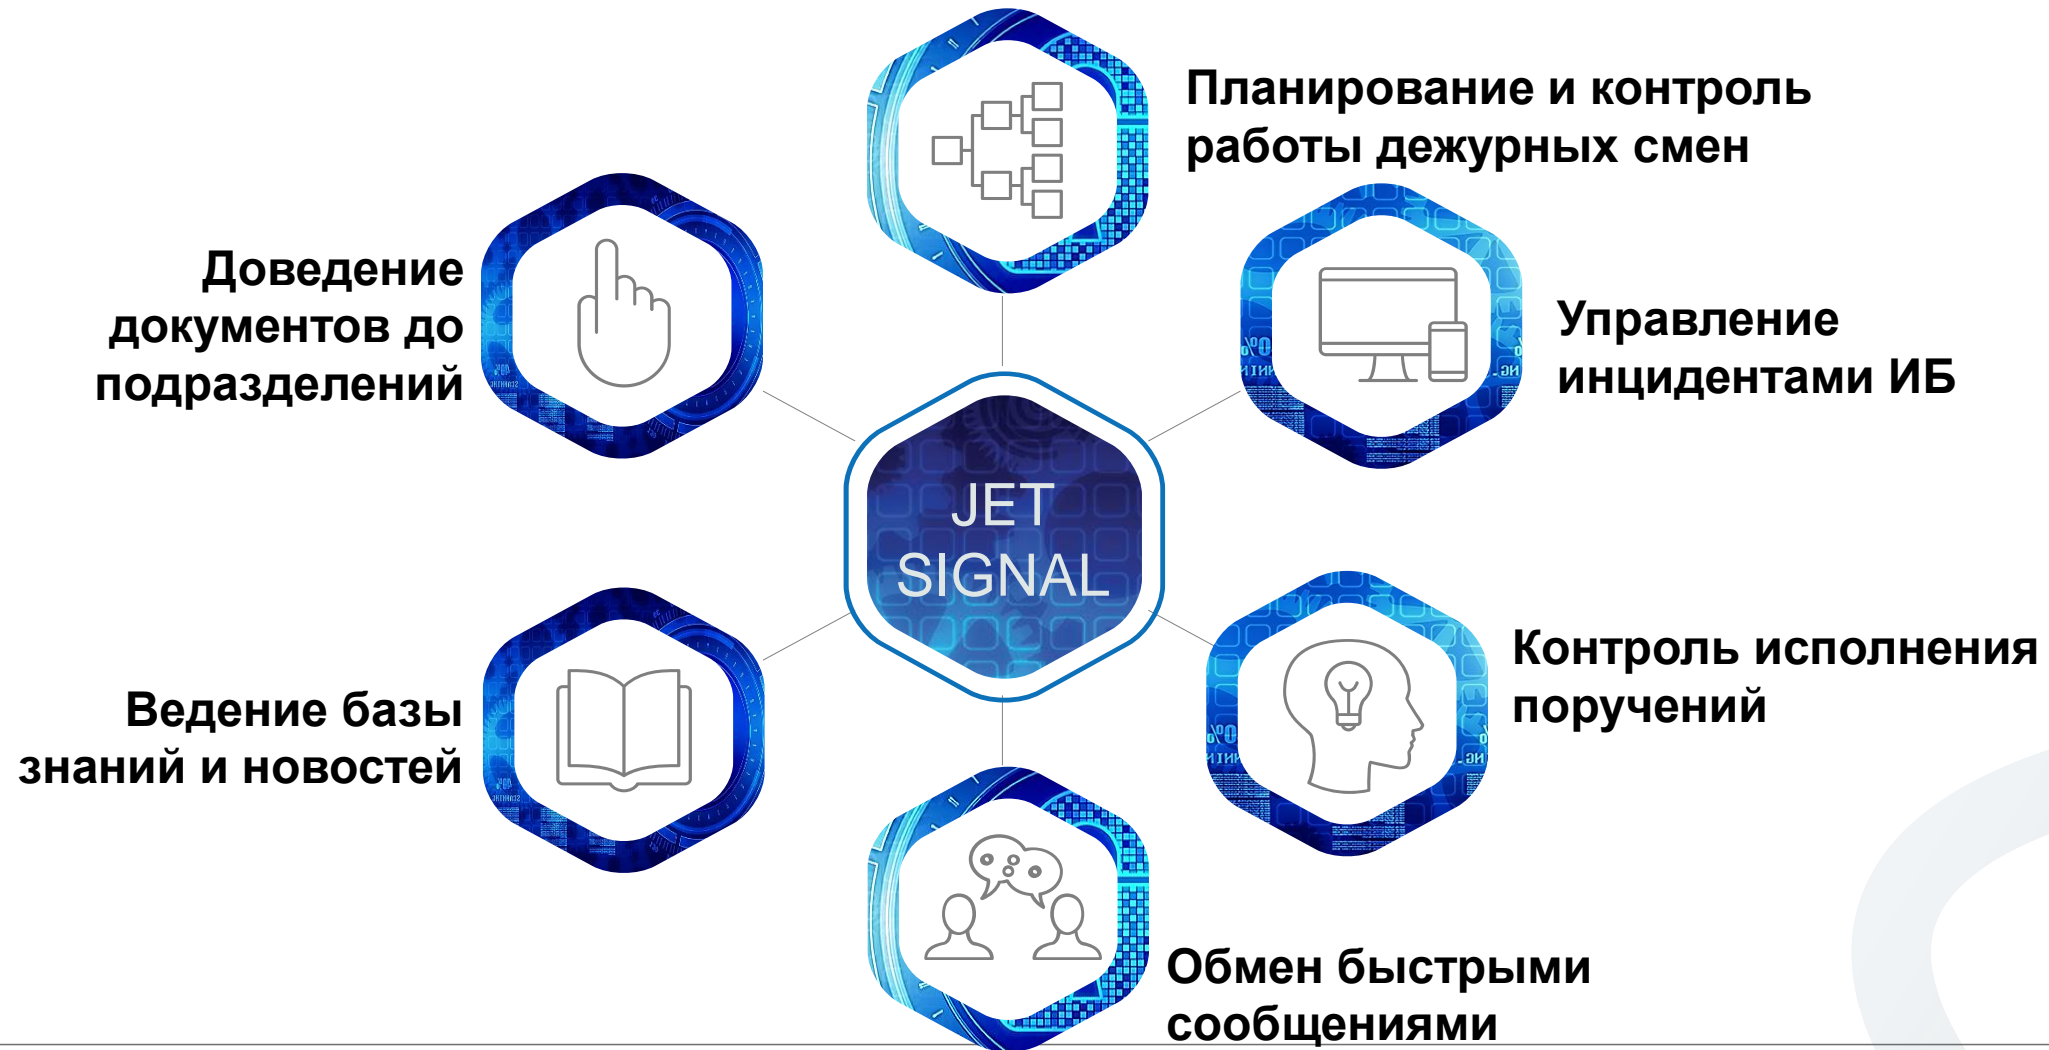 Планирование и контроль
работы дежурных смен
Доведение
документов до
подразделений
Управление
инцидентами ИБ
JET
SIGNAL
Контроль исполнения
поручений
Ведение базы
знаний и новостей
Обмен быстрыми
сообщениями